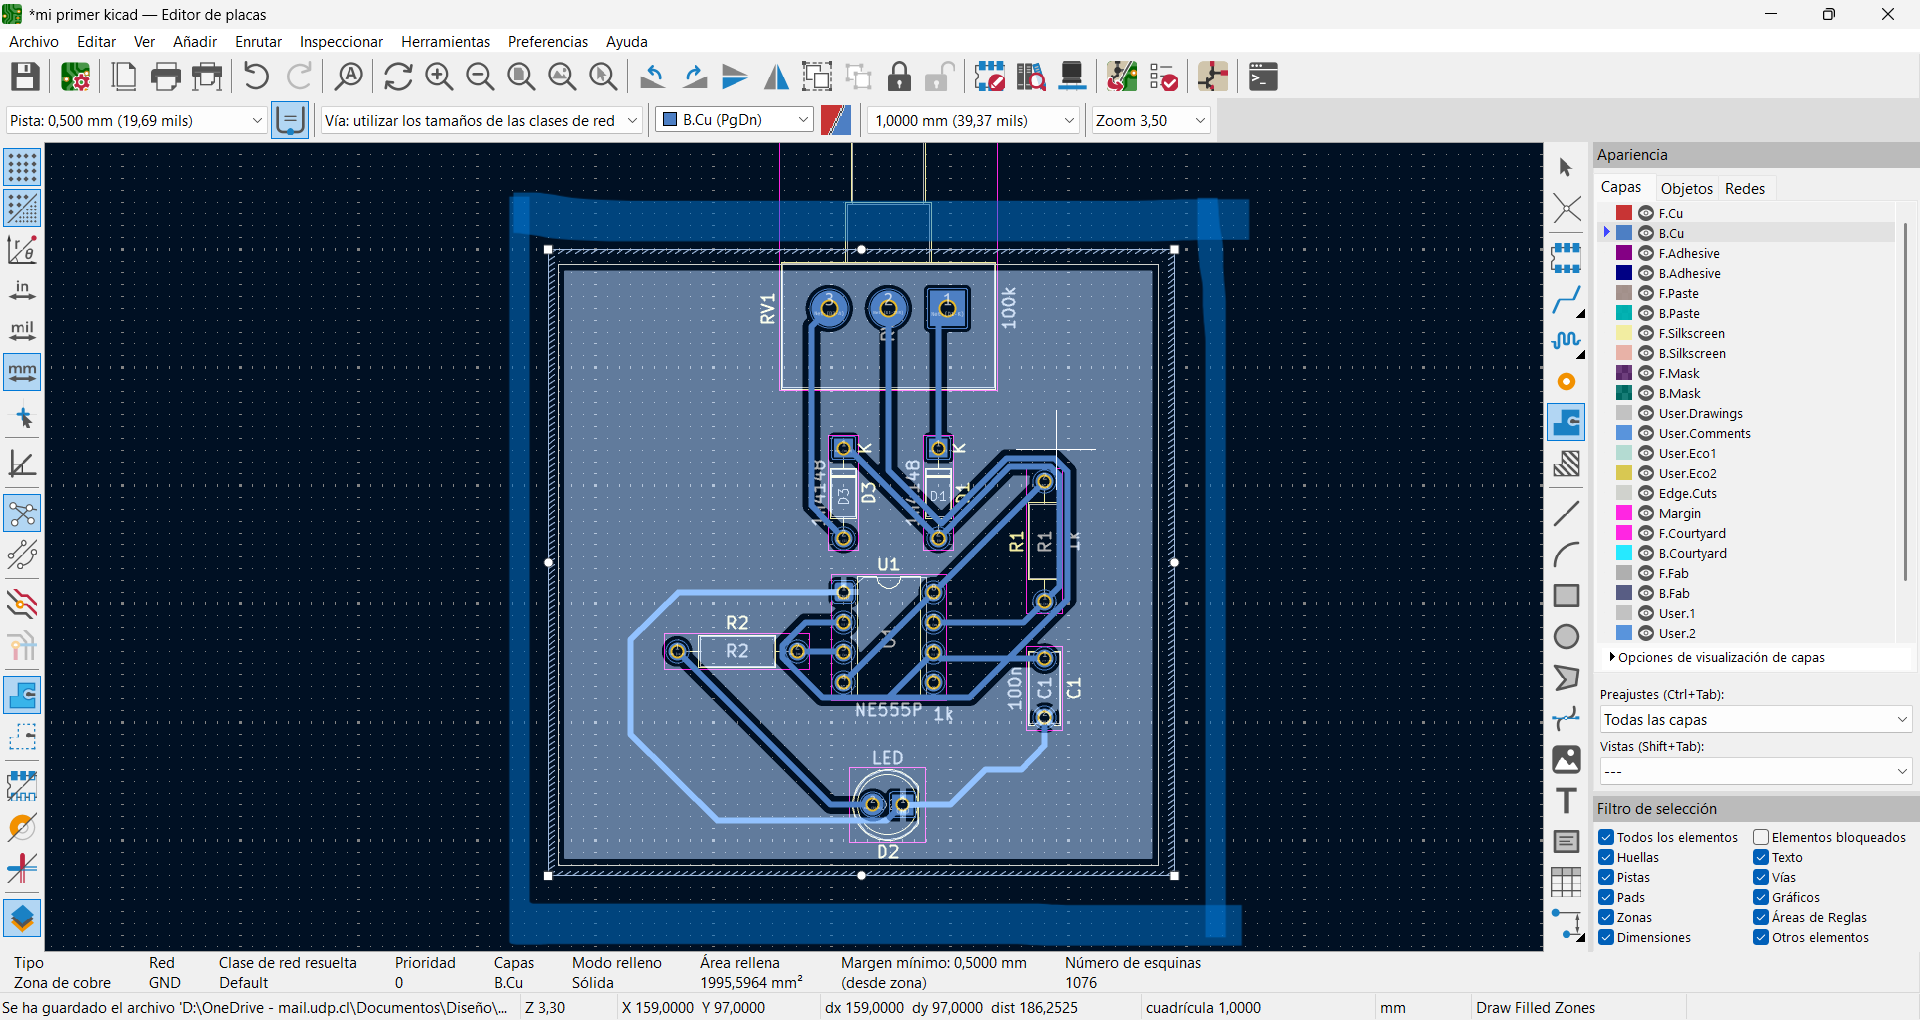 *mi primer kicad — Editor de placas
Archivo Editar Ver Añadir Enrutar Inspeccionar Herramientas Preferencias Ayuda
Pista: 0,500 mm (19,69 mils) Vía: utilizar los tamaños de las clases de red B.Cu (PgDn) 1,0000 mm (39,37 mils) Zoom 3,50
in
mil
mm
RV1
3
2
1
100k
K
K
D3
D3
D1
R1
R1
1k
U1
R2
R2
NE555P
1k
100n
C1
C1
LED
D2
Apariencia
Capas Objetos Redes
F.Cu
B.Cu
F.Adhesive
B.Adhesive
F.Paste
B.Paste
F.Silkscreen
B.Silkscreen
F.Mask
B.Mask
User.Drawings
User.Comments
User.Eco1
User.Eco2
Edge.Cuts
Margin
F.Courtyard
B.Courtyard
F.Fab
B.Fab
User.1
User.2
Opciones de visualización de capas
Preajustes (Ctrl+Tab):
Todas las capas
Vistas (Shift+Tab):
---
Filtro de selección
Todos los elementos Elementos bloqueados
Huellas Texto
Pistas Vías
Pads Gráficos
Zonas Áreas de Reglas
Dimensiones Otros elementos
Tipo Red Clase de red resuelta Prioridad Capas Modo relleno Área rellena Margen mínimo: 0,5000 mm Número de esquinas
Zona de cobre GND Default 0 B.Cu Sólida 1995,5964 mm² (desde zona) 1076
Se ha guardado el archivo 'D:\OneDrive - mail.udp.cl\Documentos\Diseño\... Z 3,30 X 159,0000 Y 97,0000 dx 159,0000 dy 97,0000 dist 186,2525 cuadrícula 1,0000 mm Draw Filled Zones